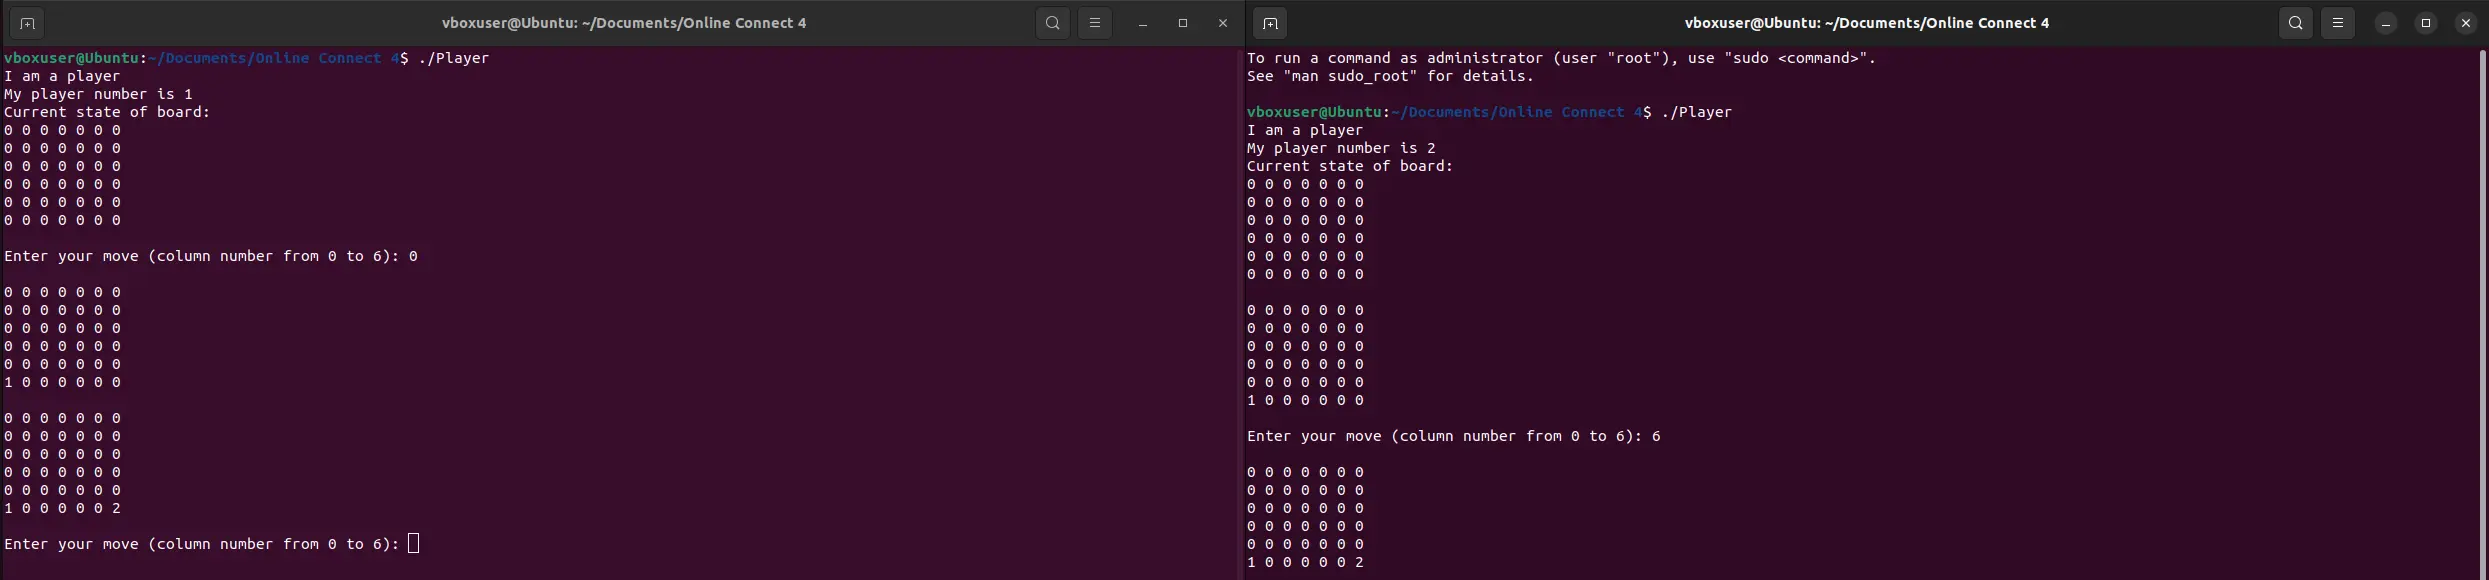 vboxuser@Ubuntu: ~/Documents/Online Connect 4
vboxuser@Ubuntu:~/Documents/Online Connect 4$ ./Player
I am a player
My player number is 1
Current state of board:
0 0 0 0 0 0 0
0 0 0 0 0 0 0
0 0 0 0 0 0 0
0 0 0 0 0 0 0
0 0 0 0 0 0 0
0 0 0 0 0 0 0
Enter your move (column number from 0 to 6): 0
0 0 0 0 0 0 0
0 0 0 0 0 0 0
0 0 0 0 0 0 0
0 0 0 0 0 0 0
0 0 0 0 0 0 0
1 0 0 0 0 0 0
0 0 0 0 0 0 0
0 0 0 0 0 0 0
0 0 0 0 0 0 0
0 0 0 0 0 0 0
0 0 0 0 0 0 0
1 0 0 0 0 0 2
Enter your move (column number from 0 to 6):
vboxuser@Ubuntu: ~/Documents/Online Connect 4
To run a command as administrator (user "root"), use "sudo <command>".
See "man sudo_root" for details.
vboxuser@Ubuntu:~/Documents/Online Connect 4$ ./Player
I am a player
My player number is 2
Current state of board:
0 0 0 0 0 0 0
0 0 0 0 0 0 0
0 0 0 0 0 0 0
0 0 0 0 0 0 0
0 0 0 0 0 0 0
0 0 0 0 0 0 0
0 0 0 0 0 0 0
0 0 0 0 0 0 0
0 0 0 0 0 0 0
0 0 0 0 0 0 0
0 0 0 0 0 0 0
1 0 0 0 0 0 0
Enter your move (column number from 0 to 6): 6
0 0 0 0 0 0 0
0 0 0 0 0 0 0
0 0 0 0 0 0 0
0 0 0 0 0 0 0
0 0 0 0 0 0 0
1 0 0 0 0 0 2